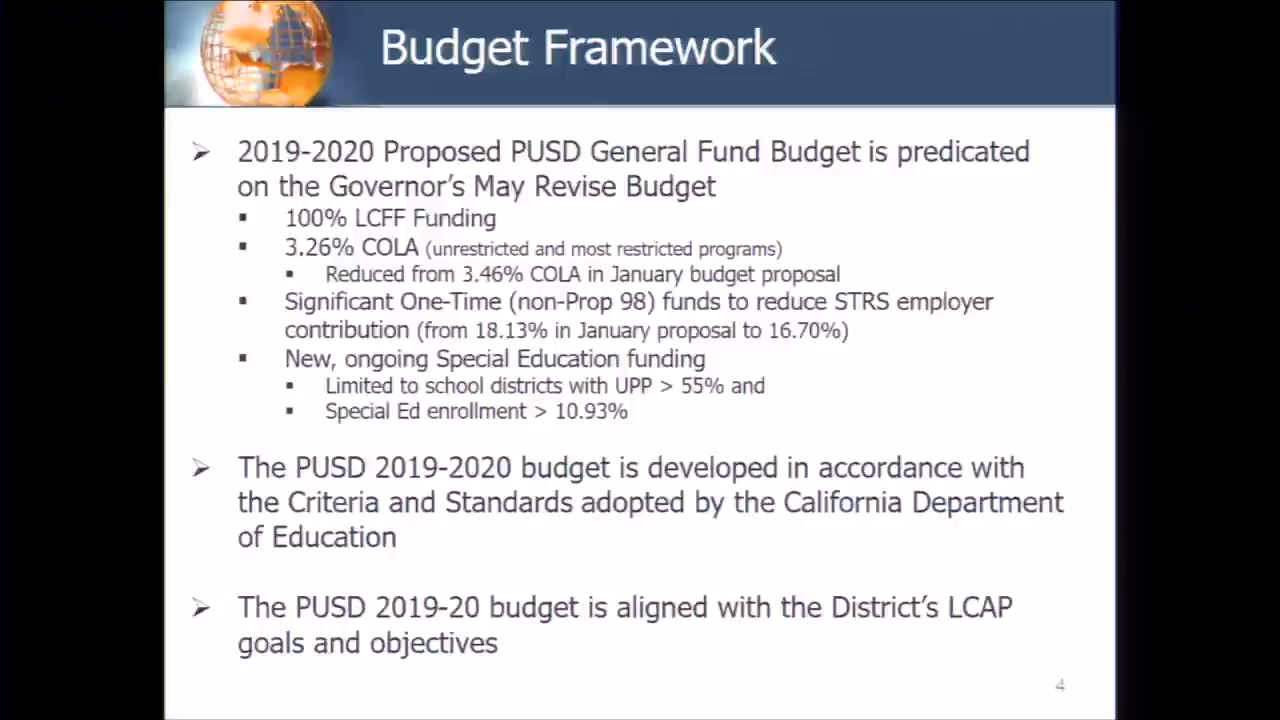 Budget Framework
➢ 2019-2020 Proposed PUSD General Fund Budget is predicated
on the Governor's May Revise Budget
▪ 100% LCFF Funding
▪ 3.26% COLA (unrestricted and most restricted programs)
▪ Reduced from 3.46% COLA in January budget proposal
▪ Significant One-Time (non-Prop 98) funds to reduce STRS employer
contribution (from 18.13% in January proposal to 16.70%)
▪ New, ongoing Special Education funding
▪ Limited to school districts with UPP > 55% and
▪ Special Ed enrollment > 10.93%
➢ The PUSD 2019-2020 budget is developed in accordance with
the Criteria and Standards adopted by the California Department
of Education
➢ The PUSD 2019-20 budget is aligned with the District's LCAP
goals and objectives
4